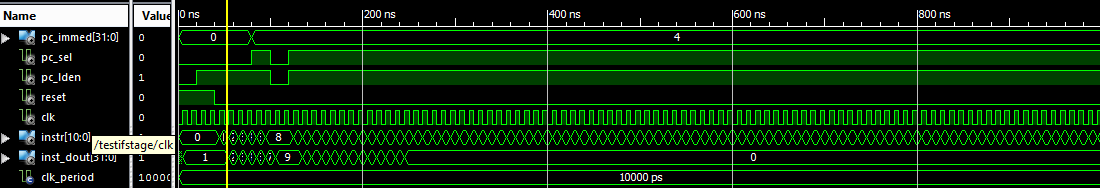 Name Value 0 ns 200 ns 400 ns 600 ns 800 ns
pc_immed[31:0] 0 0 4
pc_sel 0
pc_lden 1
reset 0
clk 0
instr[10:0] 0 8
/testifstage/clk
inst_dout[31:0] 1 1 9 0
clk_period 10000 10000 ps